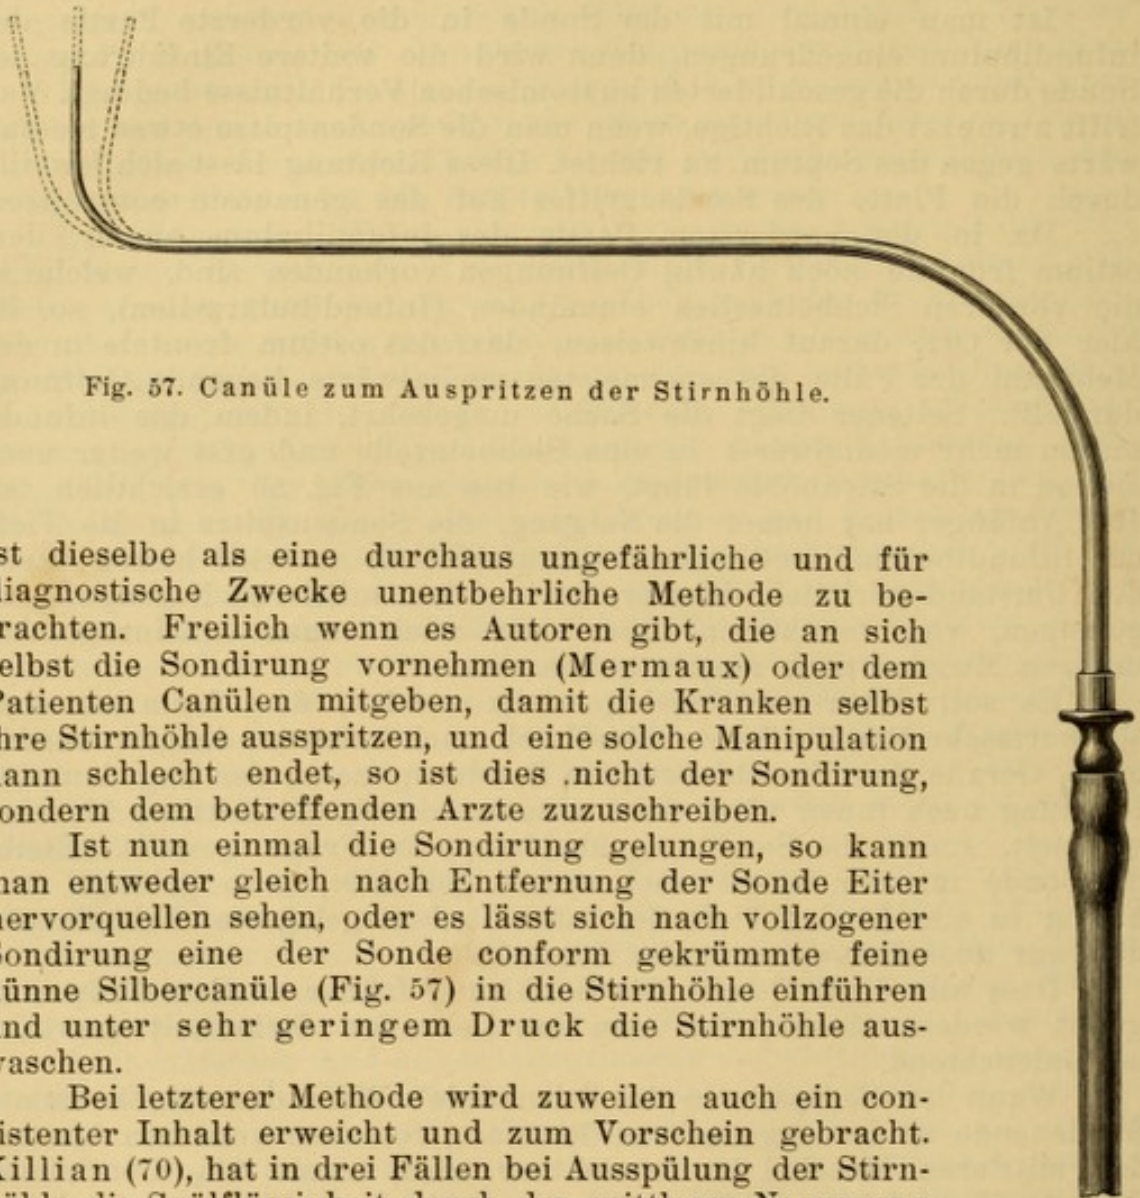 Fig. 57. Canüle zum Auspritzen der Stirnhöhle.
st dieselbe als eine durchaus ungefährliche und für
iagnostische Zwecke unentbehrliche Methode zu be-
rachten. Freilich wenn es Autoren gibt, die an sich
elbst die Sondirung vornehmen (Mermaux) oder dem
atienten Canülen mitgeben, damit die Kranken selbst
hre Stirnhöhle ausspritzen, und eine solche Manipulation
ann schlecht endet, so ist dies .nicht der Sondirung,
ondern dem betreffenden Arzte zuzuschreiben.
Ist nun einmal die Sondirung gelungen, so kann
an entweder gleich nach Entfernung der Sonde Eiter
ervorquellen sehen, oder es lässt sich nach vollzogener
ondirung eine der Sonde conform gekrümmte feine
ünne Silbercanüle (Fig. 57) in die Stirnhöhle einführen
nd unter sehr geringem Druck die Stirnhöhle aus-
aschen.
Bei letzterer Methode wird zuweilen auch ein con-
istenter Inhalt erweicht und zum Vorschein gebracht.
Killian (70), hat in drei Fällen bei Ausspülung der Stirn-